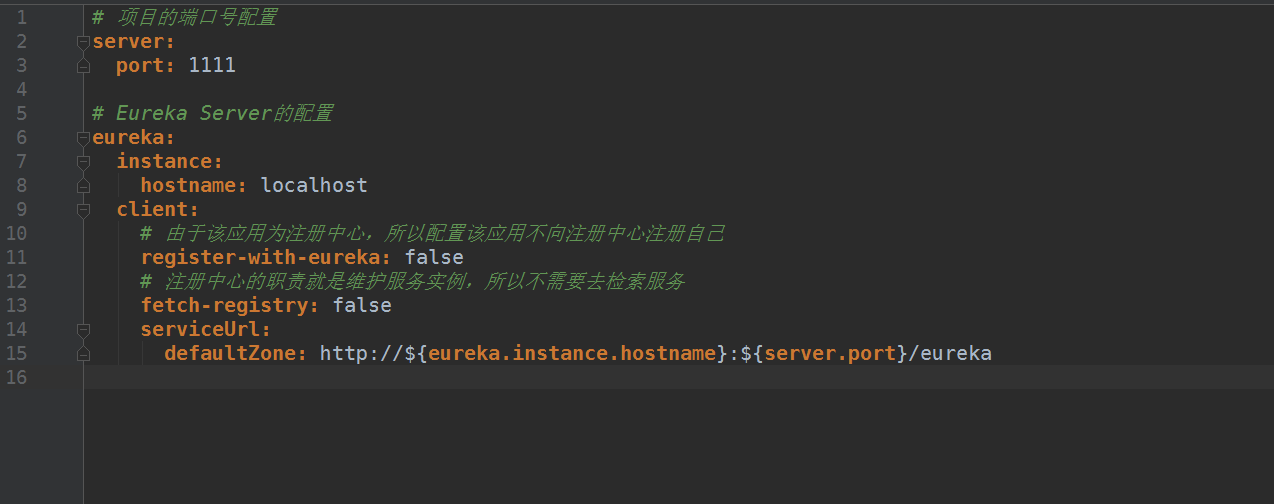 1 # 项目的端口号配置
2 server:
3   port: 1111
4
5 # Eureka Server的配置
6 eureka:
7   instance:
8     hostname: localhost
9   client:
10     # 由于该应用为注册中心，所以配置该应用不向注册中心注册自己
11     register-with-eureka: false
12     # 注册中心的职责就是维护服务实例，所以不需要去检索服务
13     fetch-registry: false
14     serviceUrl:
15       defaultZone: http://${eureka.instance.hostname}:${server.port}/eureka
16